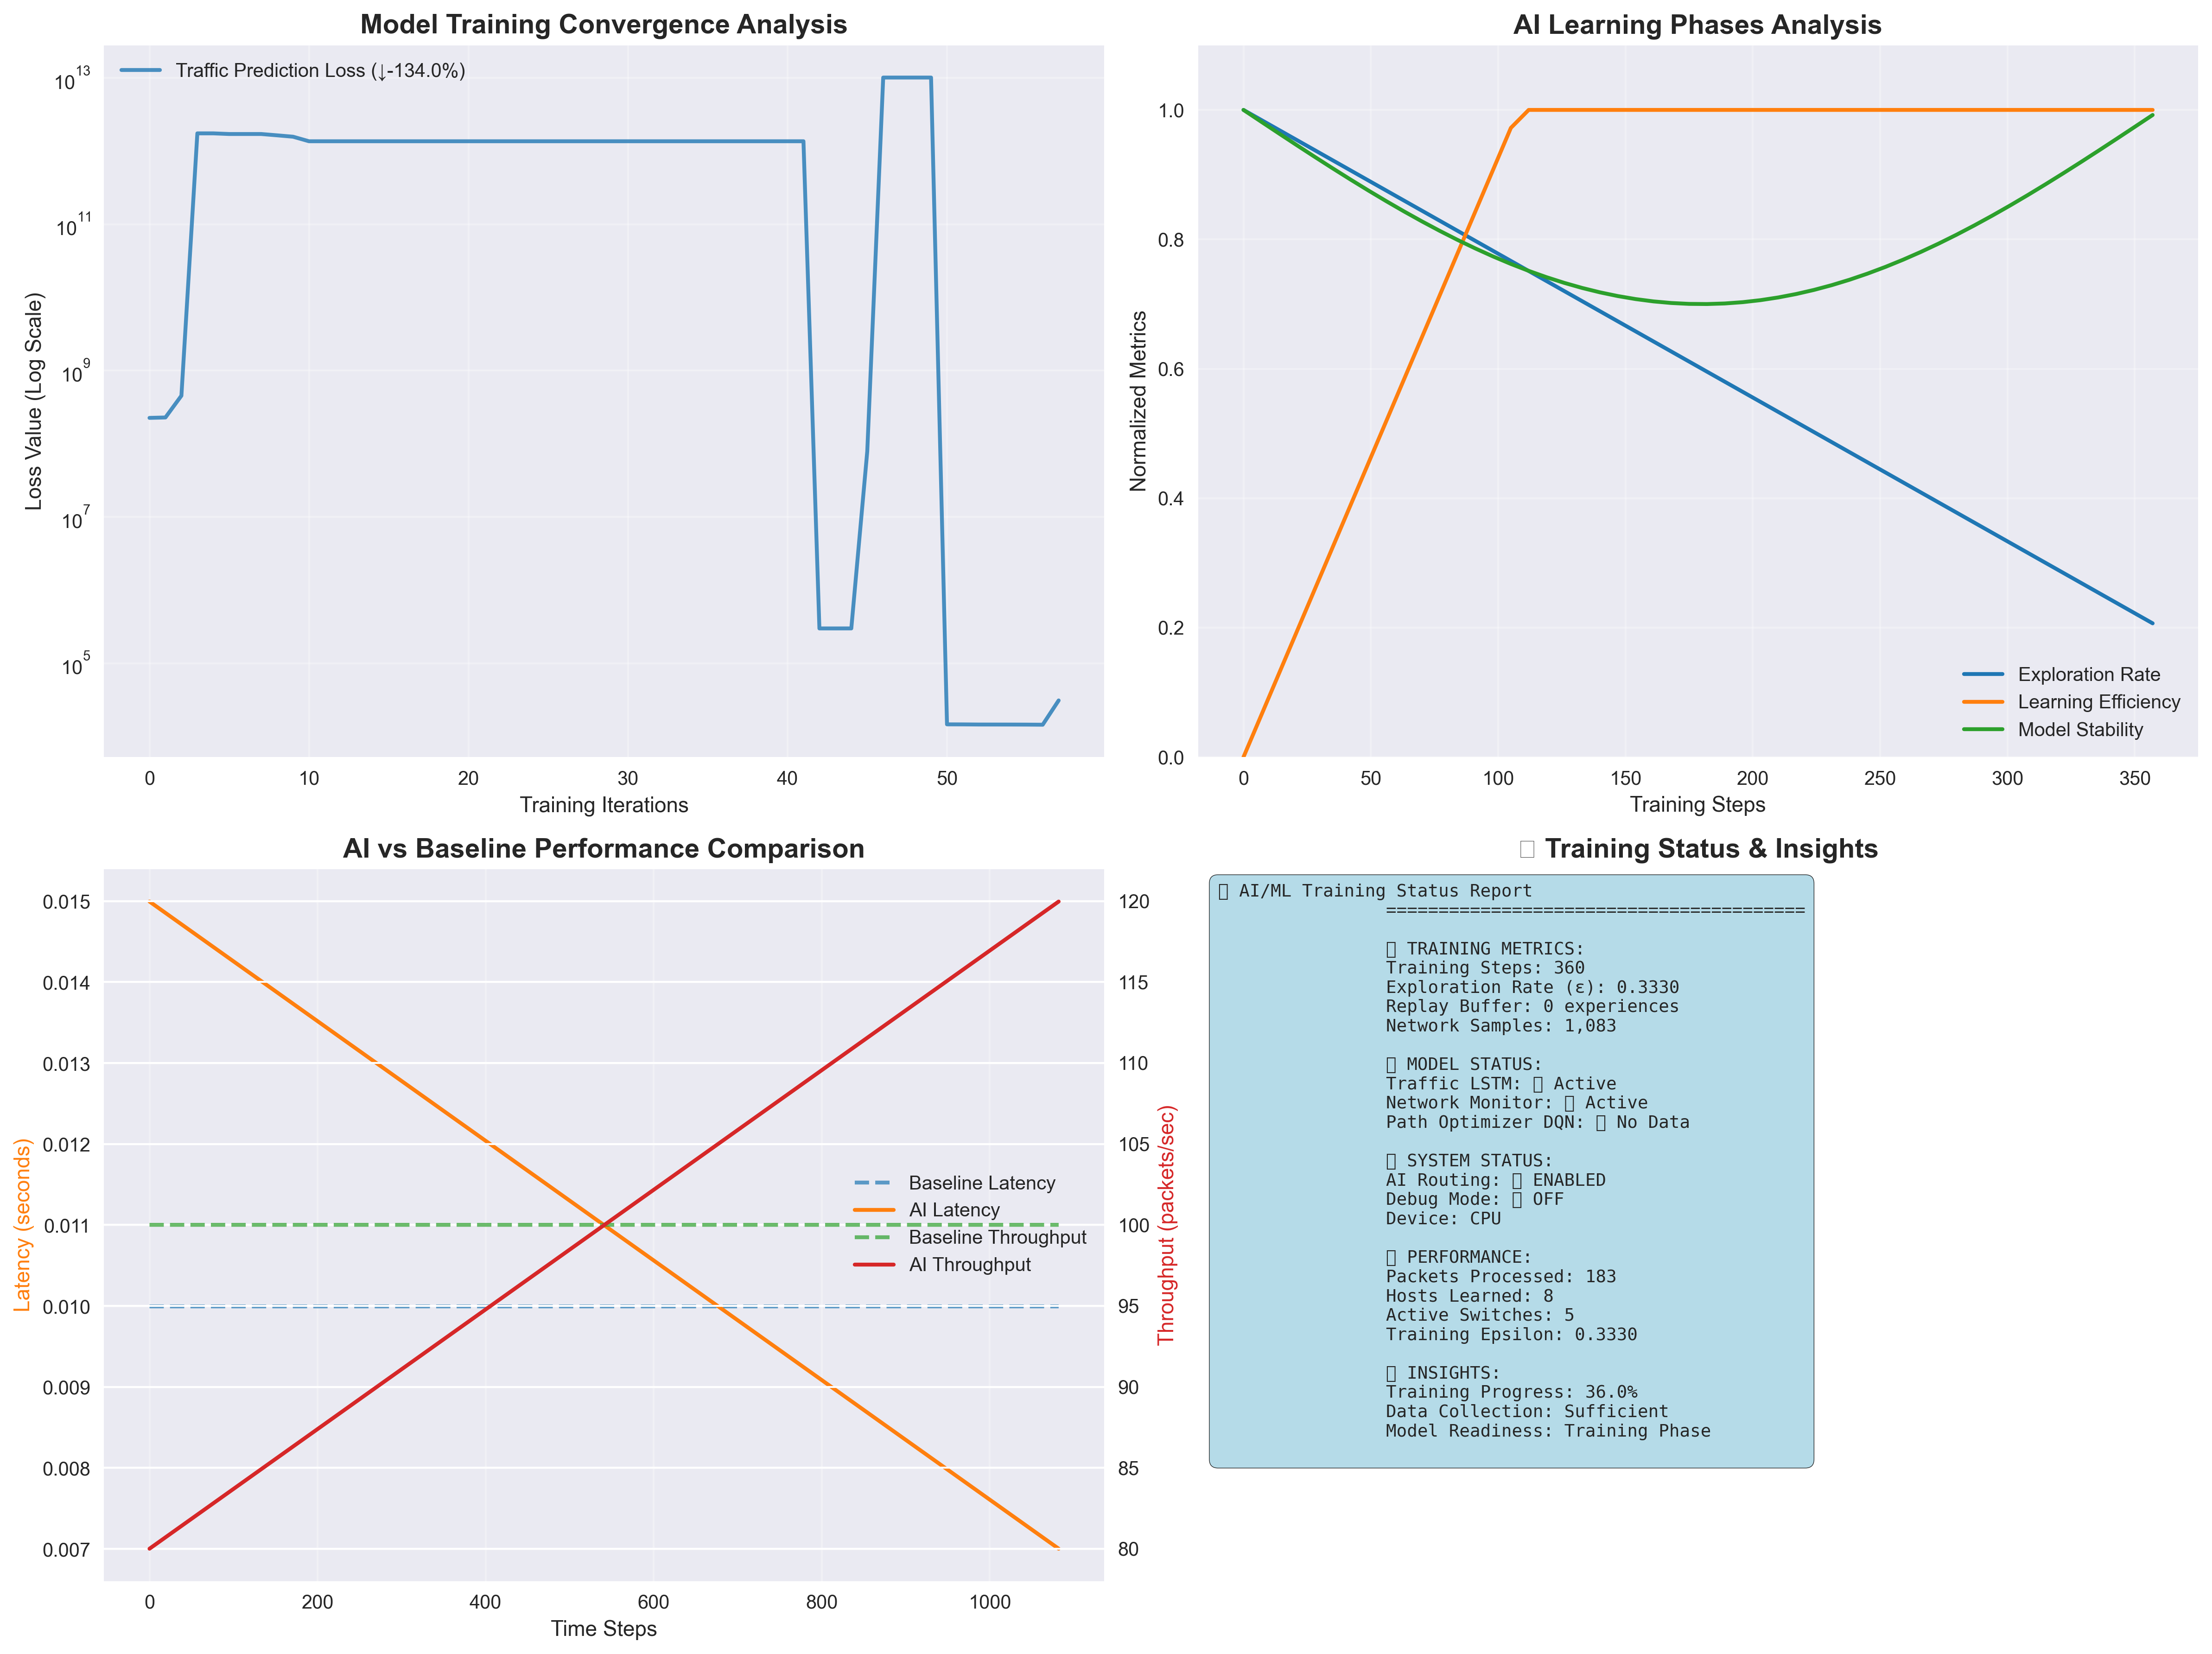 Model Training Convergence Analysis
Traffic Prediction Loss (↓-134.0%)
Loss Value (Log Scale)
10^13
10^11
10^9
10^7
10^5
0 10 20 30 40 50
Training Iterations
AI Learning Phases Analysis
Normalized Metrics
1.0
0.8
0.6
0.4
0.2
0.0
Exploration Rate
Learning Efficiency
Model Stability
0 50 100 150 200 250 300 350
Training Steps
AI vs Baseline Performance Comparison
Latency (seconds)
0.015
0.014
0.013
0.012
0.011
0.010
0.009
0.008
0.007
Baseline Latency
AI Latency
Baseline Throughput
AI Throughput
120
115
110
105
100
95
90
85
80
Throughput (packets/sec)
0 200 400 600 800 1000
Time Steps
▯ Training Status & Insights
▯ AI/ML Training Status Report
========================================
▯ TRAINING METRICS:
Training Steps: 360
Exploration Rate (ε): 0.3330
Replay Buffer: 0 experiences
Network Samples: 1,083
▯ MODEL STATUS:
Traffic LSTM: ▯ Active
Network Monitor: ▯ Active
Path Optimizer DQN: ▯ No Data
▯ SYSTEM STATUS:
AI Routing: ▯ ENABLED
Debug Mode: ▯ OFF
Device: CPU
▯ PERFORMANCE:
Packets Processed: 183
Hosts Learned: 8
Active Switches: 5
Training Epsilon: 0.3330
▯ INSIGHTS:
Training Progress: 36.0%
Data Collection: Sufficient
Model Readiness: Training Phase